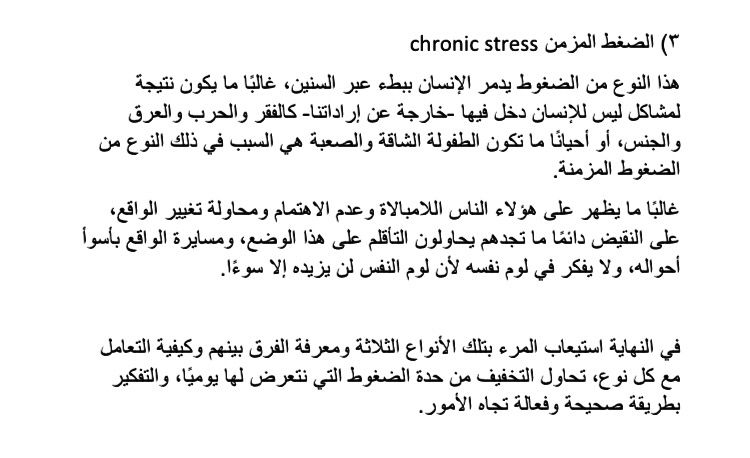 ٣) الضغط المزمن chronic stress
هذا النوع من الضغوط يدمر الإنسان ببطء عبر السنين، غالبًا ما يكون نتيجة
لمشاكل ليس للإنسان دخل فيها -خارجة عن إراداتنا- كالفقر والحرب والعرق
والجنس، أو أحيانًا ما تكون الطفولة الشاقة والصعبة هي السبب في ذلك النوع من
الضغوط المزمنة.
غالبًا ما يظهر على هؤلاء الناس اللامبالاة وعدم الاهتمام ومحاولة تغيير الواقع،
على النقيض دائمًا ما تجدهم يحاولون التأقلم على هذا الوضع، ومسايرة الواقع بأسوأ
أحواله، ولا يفكر في لوم نفسه لأن لوم النفس لن يزيده إلا سوءًا.
في النهاية استيعاب المرء بتلك الأنواع الثلاثة ومعرفة الفرق بينهم وكيفية التعامل
مع كل نوع، تحاول التخفيف من حدة الضغوط التي نتعرض لها يوميًا، والتفكير
بطريقة صحيحة وفعالة تجاه الأمور.